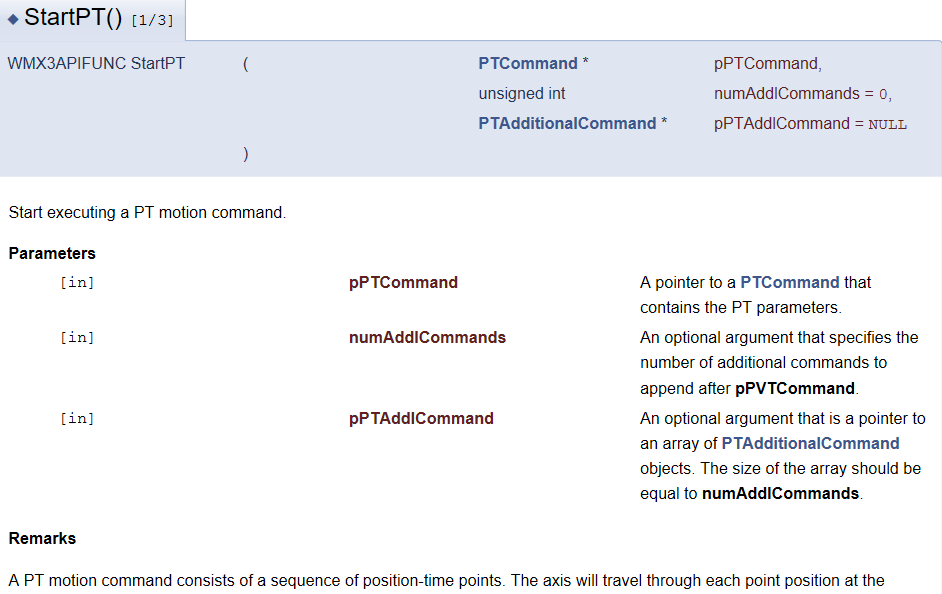 ◆ StartPT() [1/3]
WMX3APIFUNC StartPT ( PTCommand * pPTCommand,
unsigned int numAddlCommands = 0,
PTAdditionalCommand * pPTAddlCommand = NULL
)
Start executing a PT motion command.
Parameters
[in] pPTCommand A pointer to a PTCommand that
contains the PT parameters.
[in] numAddlCommands An optional argument that specifies the
number of additional commands to
append after pPVTCommand.
[in] pPTAddlCommand An optional argument that is a pointer to
an array of PTAdditionalCommand
objects. The size of the array should be
equal to numAddlCommands.
Remarks
A PT motion command consists of a sequence of position-time points. The axis will travel through each point position at the